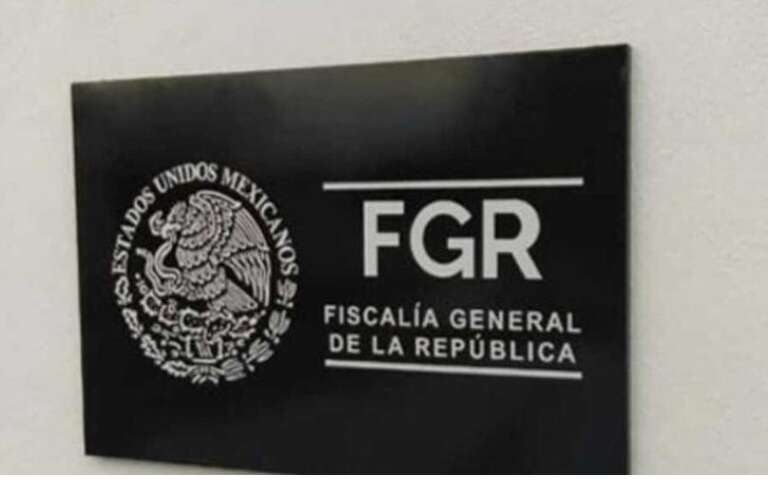 ESTADOS UNIDOS MEXICANOS
FGR
FISCALÍA GENERAL
DE LA REPÚBLICA